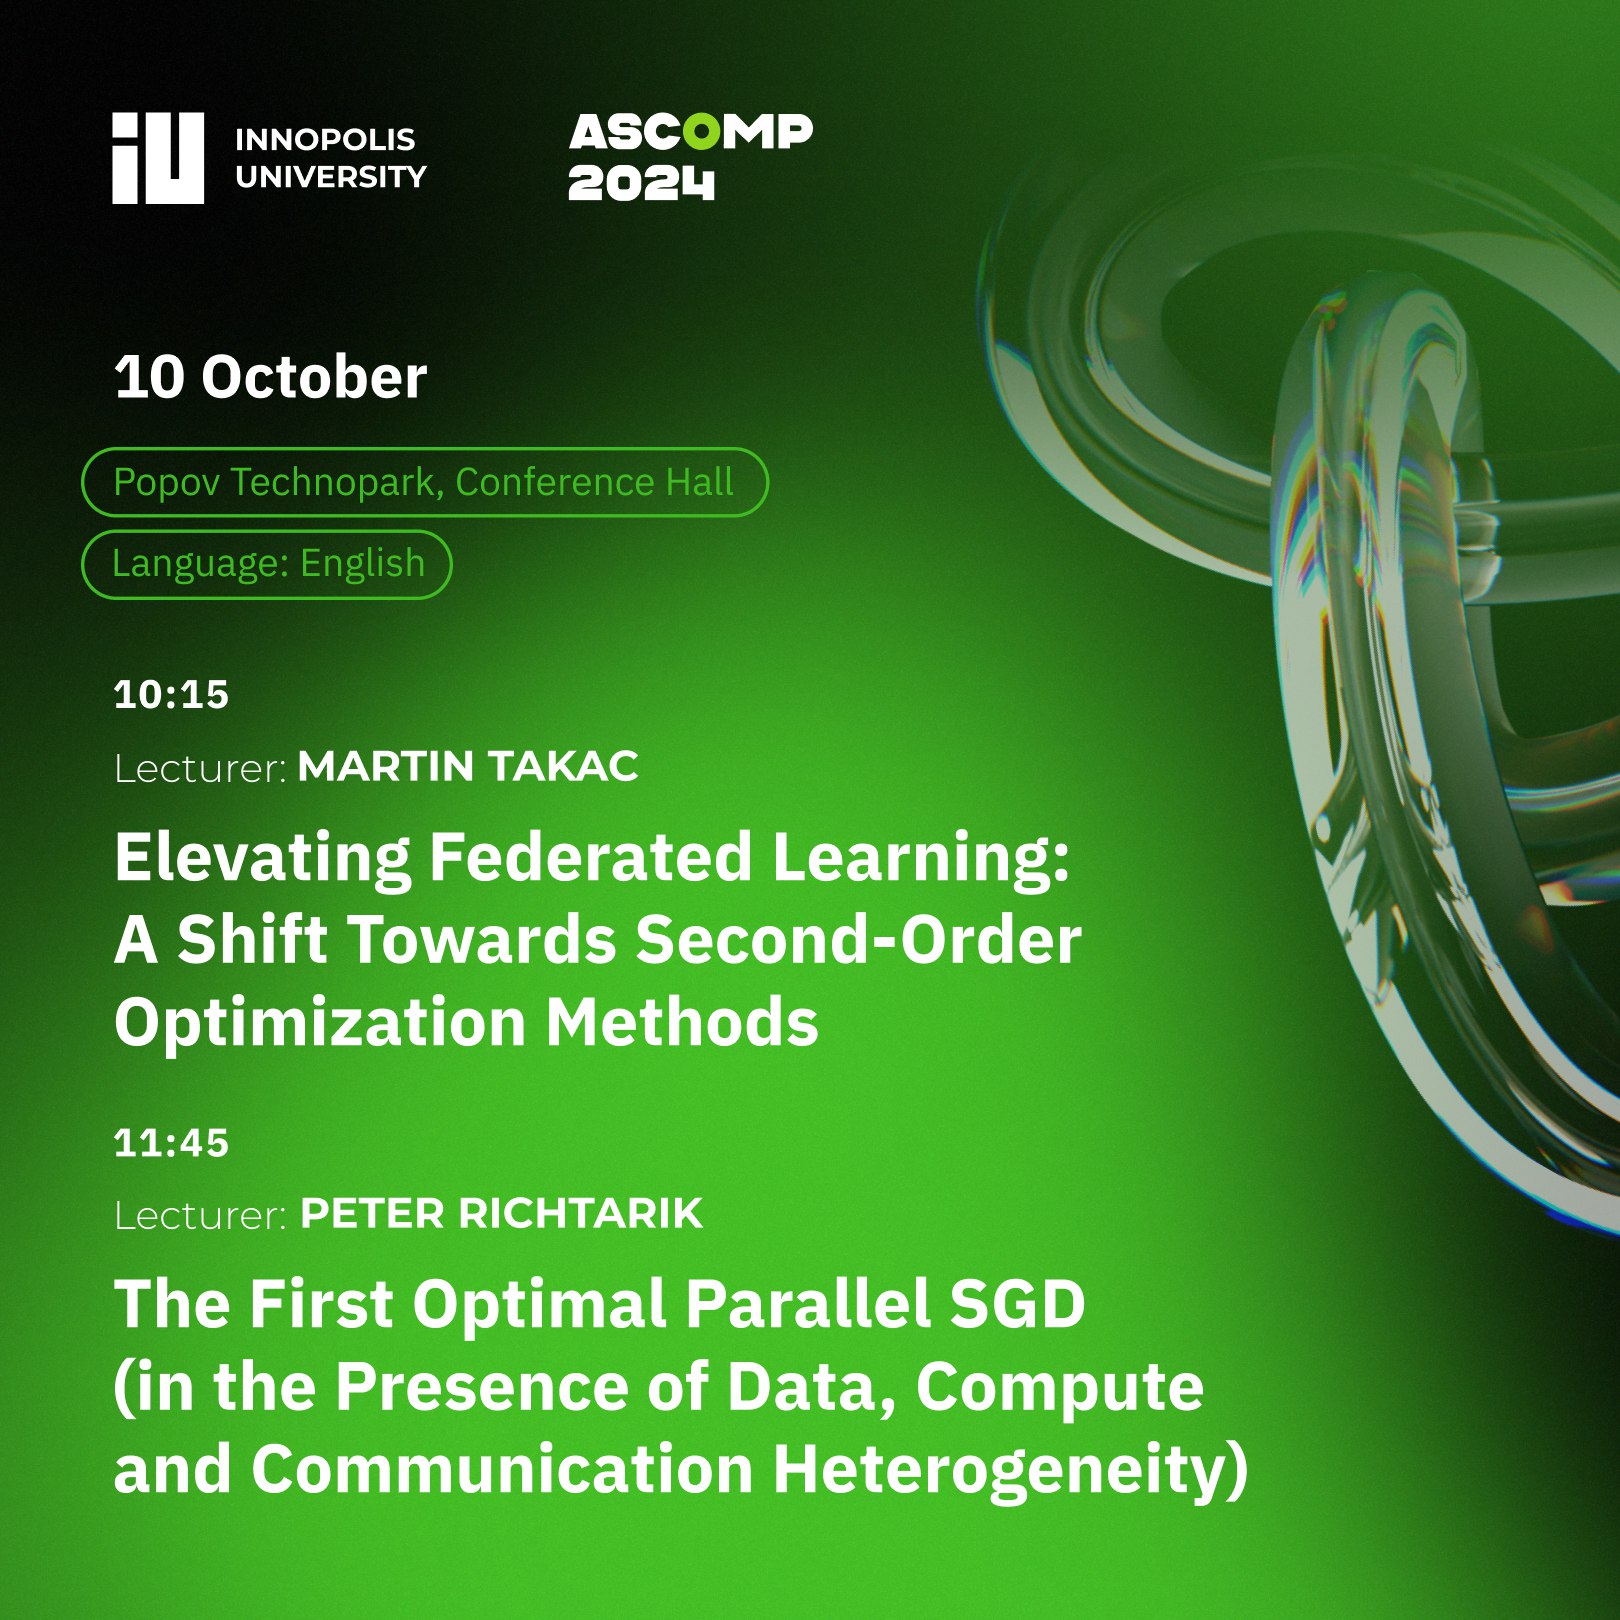 INNOPOLIS
UNIVERSITY
ASCOMP
2024
10 October
Popov Technopark, Conference Hall
Language: English
10:15
Lecturer: MARTIN TAKAC
Elevating Federated Learning:
A Shift Towards Second-Order
Optimization Methods
11:45
Lecturer: PETER RICHTARIK
The First Optimal Parallel SGD
(in the Presence of Data, Compute
and Communication Heterogeneity)